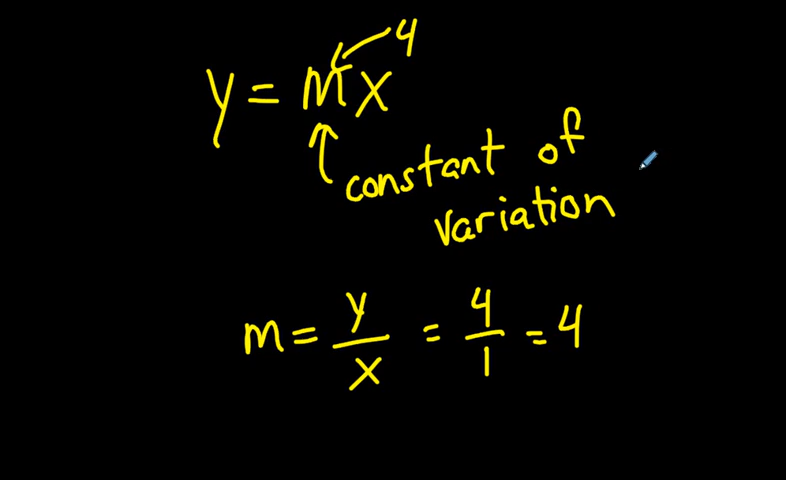 4
y = Mx
constant of
variation
m = y/x = 4/1 = 4